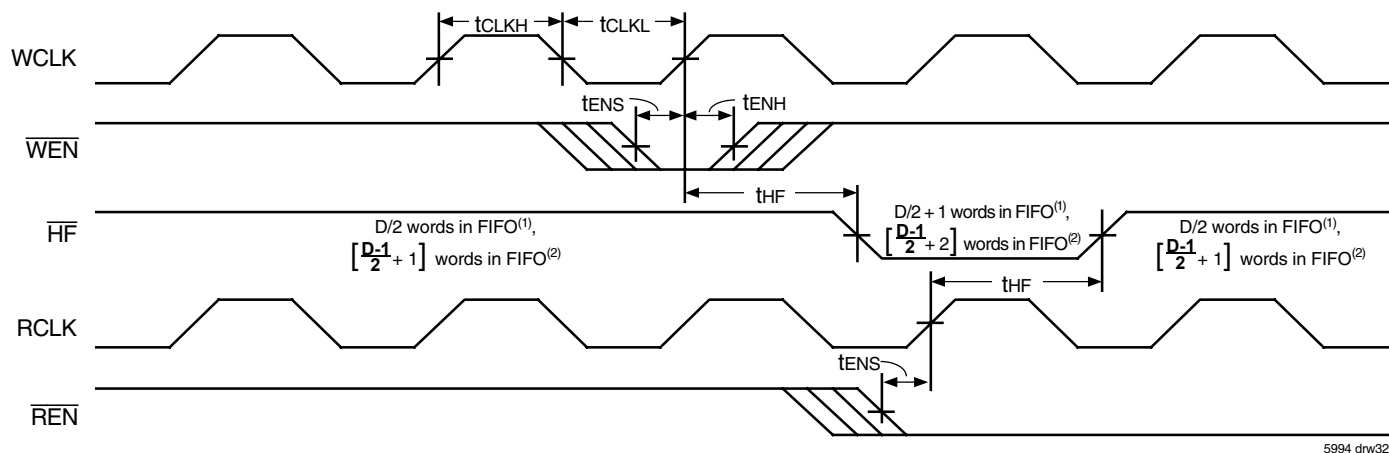 tCLKH
tCLKL
WCLK
tENS
tENH
WEN
tHF
HF
D/2 words in FIFO(1),
[D-1/2 + 1] words in FIFO(2)
D/2 + 1 words in FIFO(1),
[D-1/2 + 2] words in FIFO(2)
D/2 words in FIFO(1),
[D-1/2 + 1] words in FIFO(2)
tHF
RCLK
tENS
REN
5994 drw32